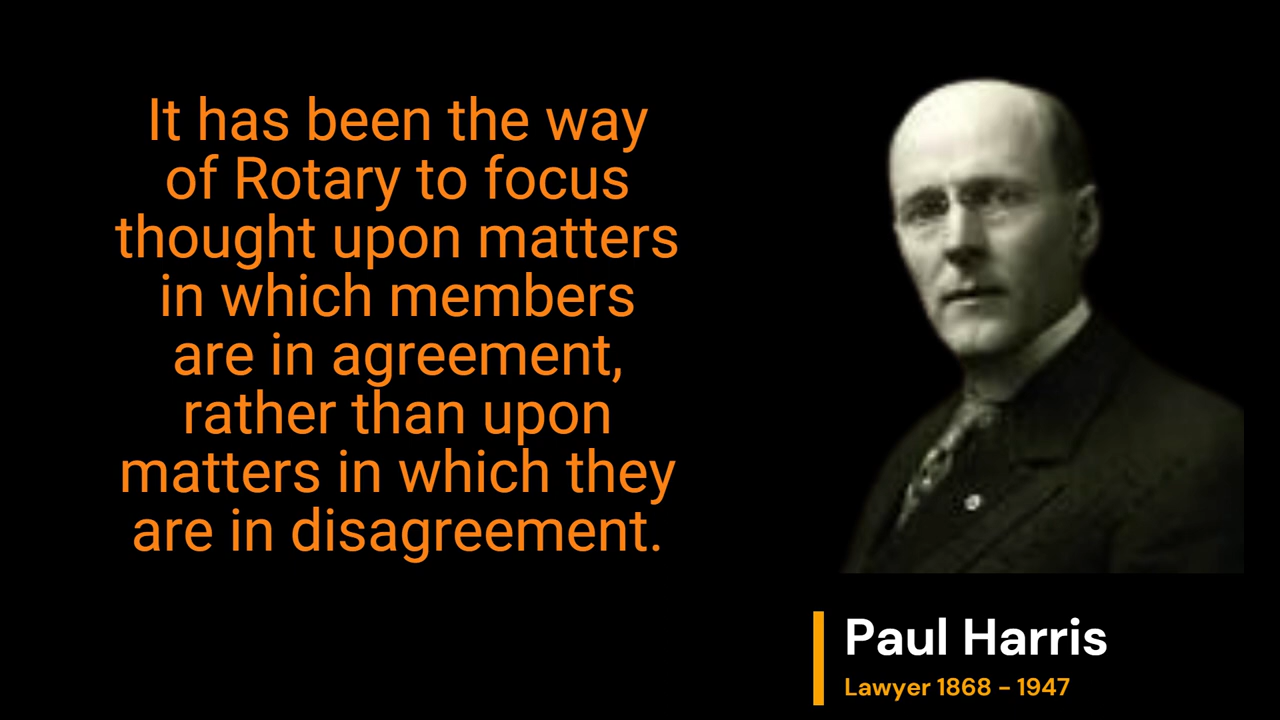 It has been the way
of Rotary to focus
thought upon matters
in which members
are in agreement,
rather than upon
matters in which they
are in disagreement.
Paul Harris
Lawyer 1868 - 1947